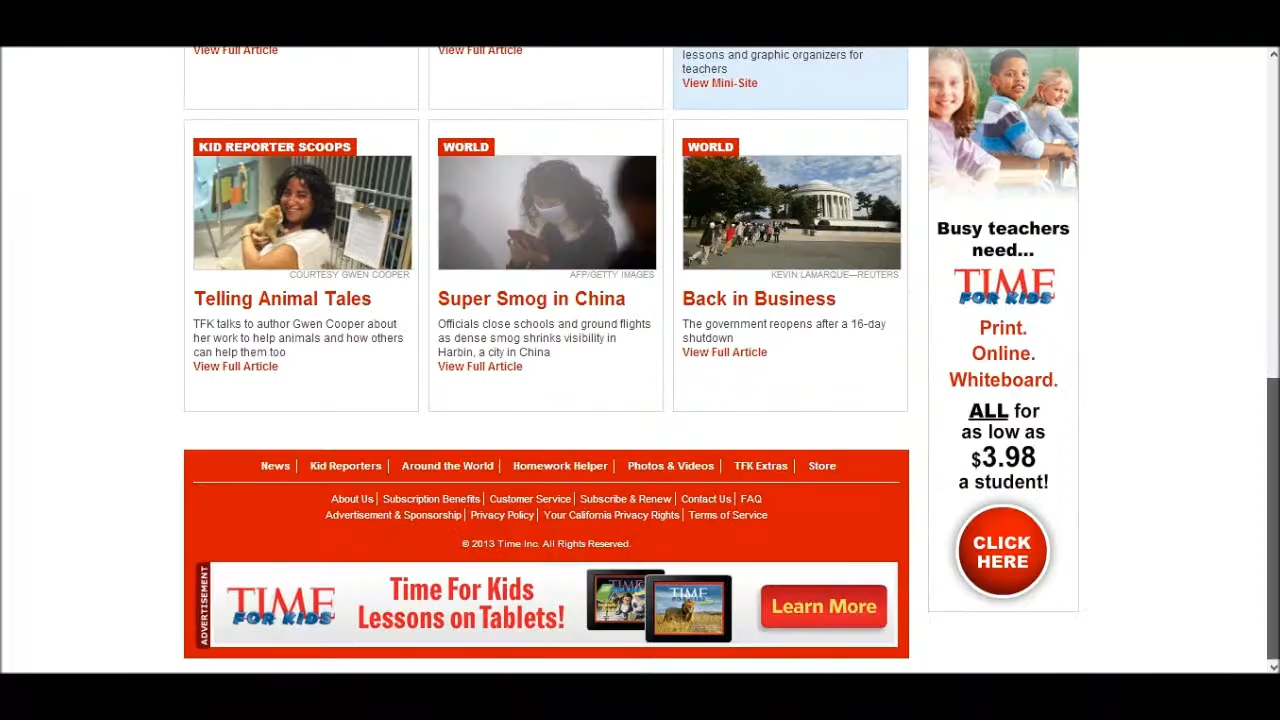 View Full Article
View Full Article
lessons and graphic organizers for
teachers
View Mini-Site
KID REPORTER SCOOPS
COURTESY GWEN COOPER
Telling Animal Tales
TFK talks to author Gwen Cooper about
her work to help animals and how others
can help them too
View Full Article
WORLD
AFP/GETTY IMAGES
Super Smog in China
Officials close schools and ground flights
as dense smog shrinks visibility in
Harbin, a city in China
View Full Article
WORLD
KEVIN LAMARQUE—REUTERS
Back in Business
The government reopens after a 16-day
shutdown
View Full Article
Busy teachers
need...
TIME
FOR KIDS
Print.
Online.
Whiteboard.
ALL for
as low as
$3.98
a student!
CLICK
HERE
News | Kid Reporters | Around the World | Homework Helper | Photos & Videos | TFK Extras | Store
About Us | Subscription Benefits | Customer Service | Subscribe & Renew | Contact Us | FAQ
Advertisement & Sponsorship | Privacy Policy | Your California Privacy Rights | Terms of Service
© 2013 Time Inc. All Rights Reserved.
ADVERTISEMENT
TIME
FOR KIDS
Time For Kids
Lessons on Tablets!
TIME
TIME
Learn More